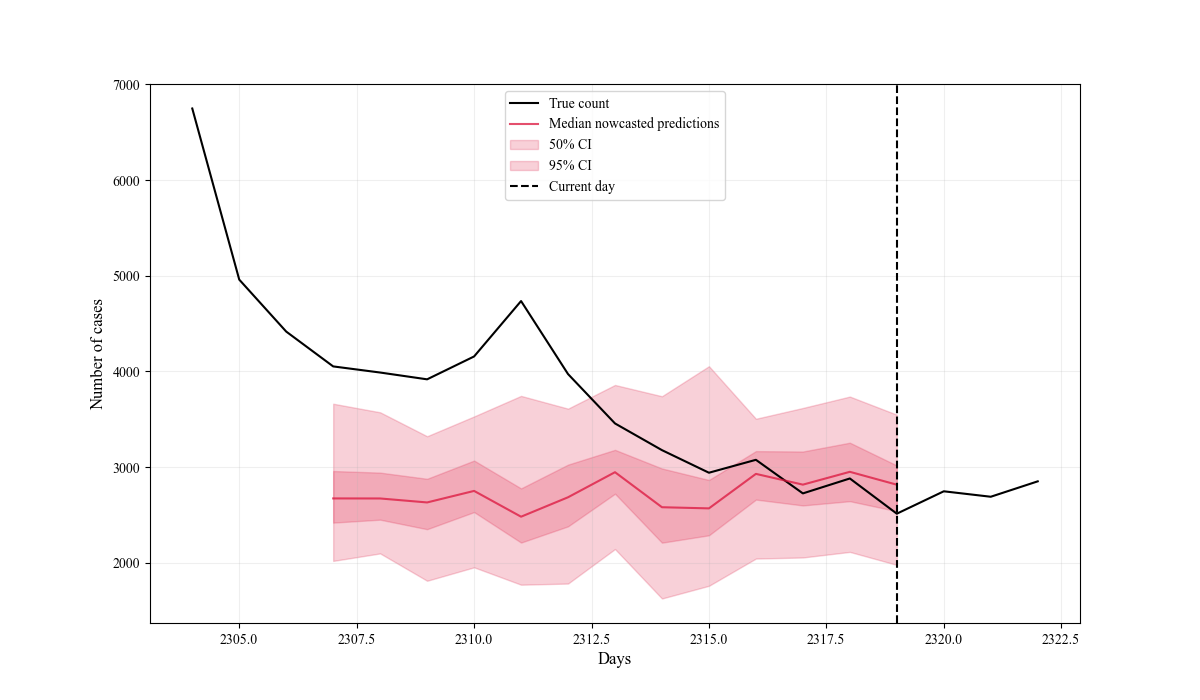 7000
6000
5000
4000
3000
2000
Number of cases
True count
Median nowcasted predictions
50% CI
95% CI
Current day
2305.0 2307.5 2310.0 2312.5 2315.0 2317.5 2320.0 2322.5
Days